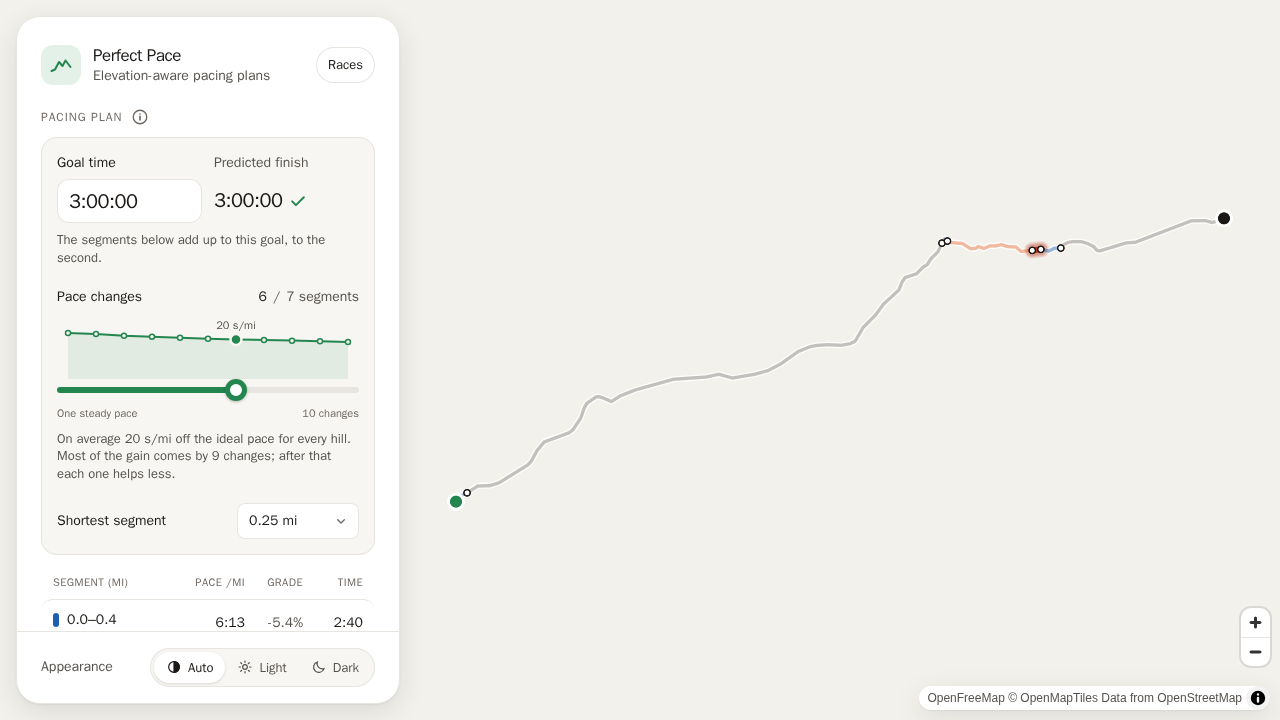 Perfect Pace
Elevation-aware pacing plans
Races
PACING PLAN
Goal time
Predicted finish
3:00:00
3:00:00
The segments below add up to this goal, to the
second.
Pace changes
6 / 7 segments
20 s/mi
One steady pace
10 changes
On average 20 s/mi off the ideal pace for every hill.
Most of the gain comes by 9 changes; after that
each one helps less.
Shortest segment
0.25 mi
SEGMENT (MI) PACE /MI GRADE TIME
0.0–0.4 6:13 -5.4% 2:40
Appearance
Auto
Light
Dark
OpenFreeMap © OpenMapTiles Data from OpenStreetMap